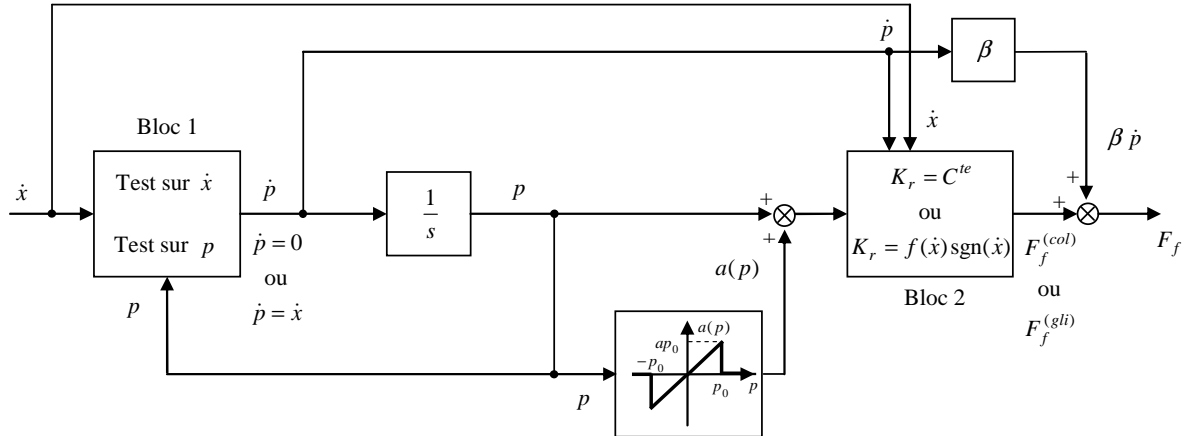 ṗ
β
Bloc 1
ẋ
β ṗ
ẋ
Test sur ẋ
Test sur p
ṗ
ṗ = 0
ou
ṗ = ẋ
1
s
p
+
+
K_r = C^{te}
ou
K_r = f(ẋ) sgn(ẋ)
Bloc 2
+
+
F_f
F_f^{(col)}
ou
F_f^{(gli)}
p
a(p)
a(p)
ap_0
−p_0
p_0
p
p